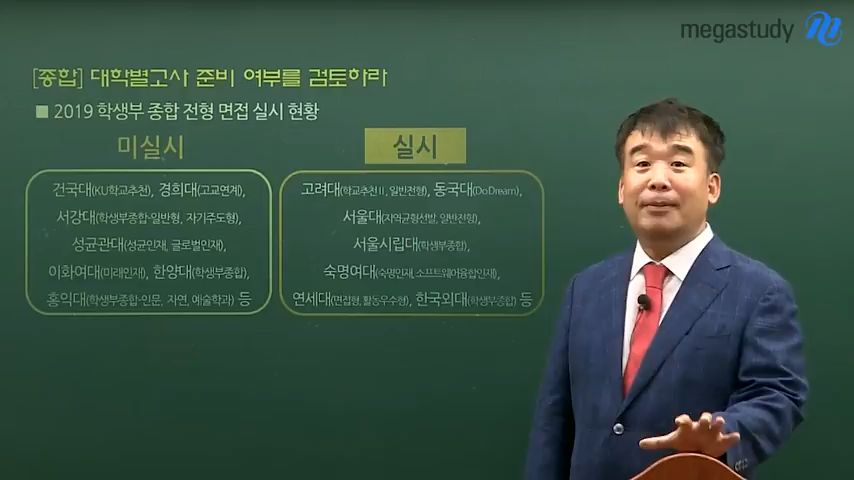 megastudy
[종합] 대학별고사 준비 여부를 검토하라
■ 2019 학생부 종합 전형 면접 실시 현황
미실시
건국대(KU학교추천), 경희대(고교연계),
서강대(학생부종합-일반형, 자기주도형),
성균관대(성균인재, 글로벌인재),
이화여대(미래인재), 한양대(학생부종합),
홍익대(학생부종합-인문, 자연, 예술학과) 등
실시
고려대(학교추천Ⅱ, 일반전형), 동국대(Do Dream),
서울대(지역균형선발, 일반전형),
서울시립대(학생부종합),
숙명여대(숙명인재, 소프트웨어융합인재),
연세대(면접형, 활동우수형), 한국외대(학생부종합) 등